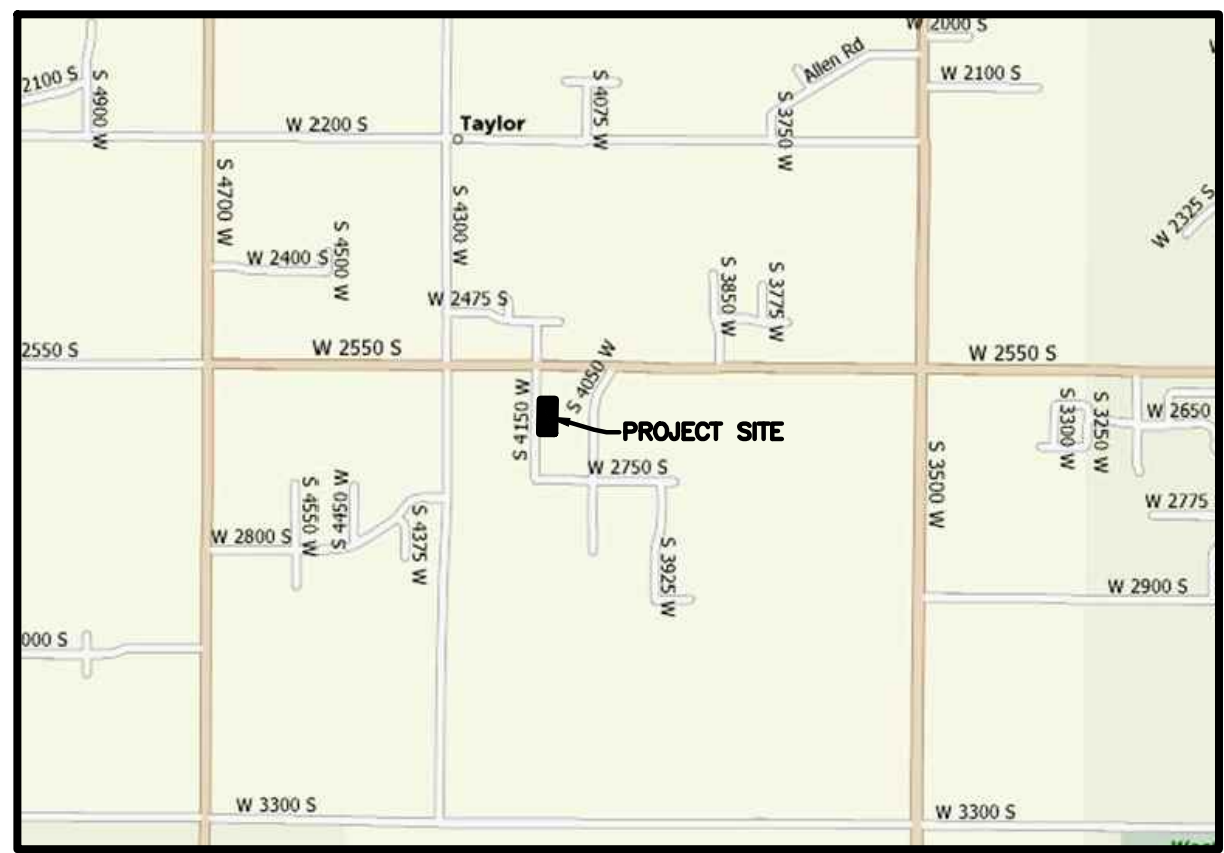 W 2000 S
2100 S
S 4900 W
S 4075 W
Allen Rd
W 2100 S
W 2200 S
Taylor
S 3750 W
S 4700 W
S 4300 W
W 2325 S
W 2400 S
S 4500 W
W 2475 S
S 3850 W
S 3775 W
2550 S
W 2550 S
W 2550 S
S 4150 W
S 4050 W
PROJECT SITE
S 3300 W
S 3250 W
W 2650
S 3500 W
W 2750 S
S 4550 W
S 4450 W
S 4375 W
W 2775
W 2800 S
S 3925 W
W 2900 S
000 S
W 3300 S
W 3300 S